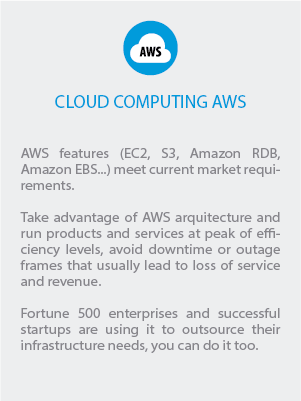 AWS
CLOUD COMPUTING AWS
AWS features (EC2, S3, Amazon RDB,
Amazon EBS...) meet current market requi-
rements.
Take advantage of AWS arquitecture and
run products and services at peak of effi-
ciency levels, avoid downtime or outage
frames that usually lead to loss of service
and revenue.
Fortune 500 enterprises and successful
startups are using it to outsource their
infrastructure needs, you can do it too.